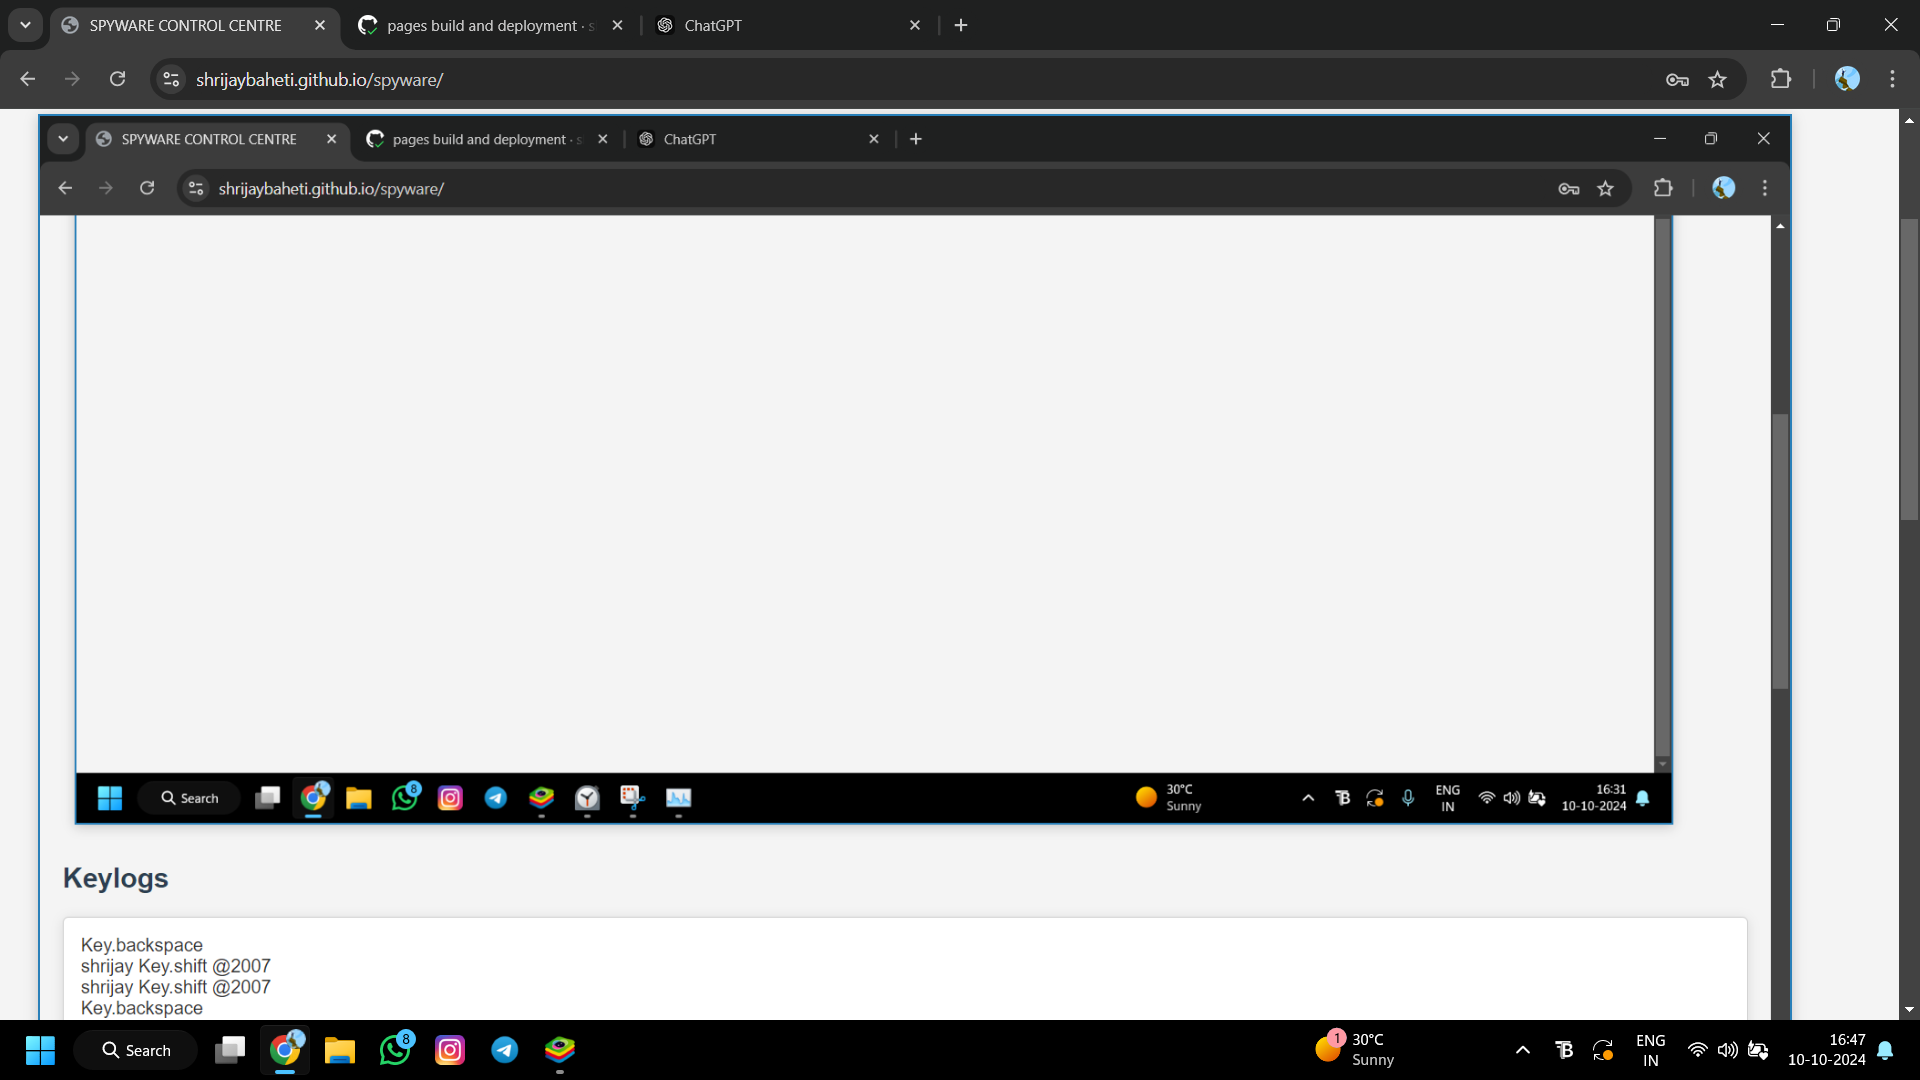 SPYWARE CONTROL CENTRE
pages build and deployment · s
ChatGPT
shrijaybaheti.github.io/spyware/
SPYWARE CONTROL CENTRE
pages build and deployment · s
ChatGPT
shrijaybaheti.github.io/spyware/
8
Search
30°C
Sunny
ENG
IN
16:31
10-10-2024
Keylogs
Key.backspace
shrijay Key.shift @2007
shrijay Key.shift @2007
Key.backspace
Search
8
1
30°C
Sunny
ENG
IN
16:47
10-10-2024